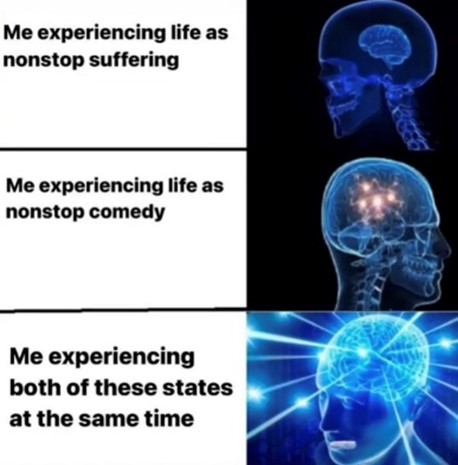 Me experiencing life as
nonstop suffering
Me experiencing life as
nonstop comedy
Me experiencing
both of these states
at the same time